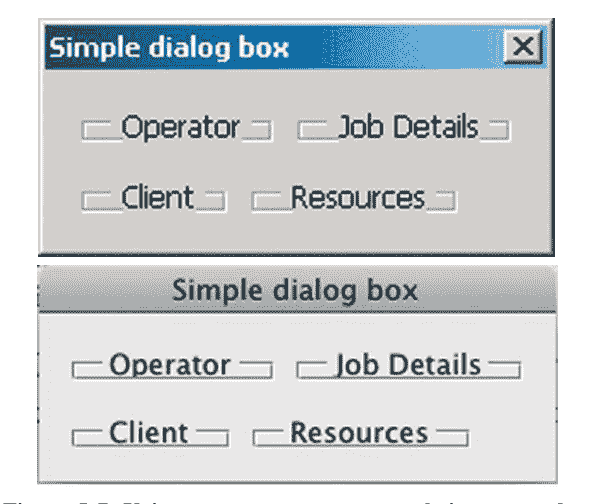 Simple dialog box
Operator Job Details
Client Resources
Simple dialog box
Operator Job Details
Client Resources